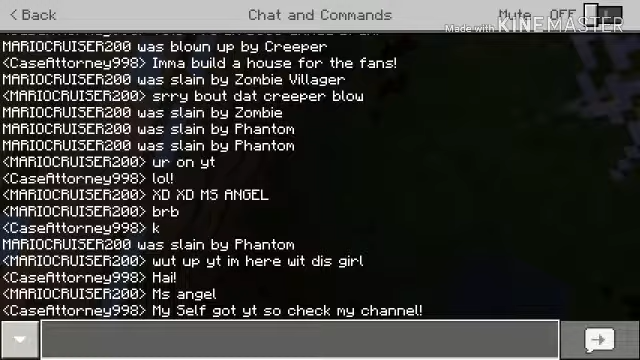 < Back Chat and Commands Mute OFF
Made with KINEMASTER
MARIOCRUISER200 was blown up by Creeper
<CaseAttorney998> Imma build a house for the fans!
MARIOCRUISER200 was slain by Zombie Villager
<MARIOCRUISER200> srry bout dat creeper blow
MARIOCRUISER200 was slain by Zombie
MARIOCRUISER200 was slain by Phantom
MARIOCRUISER200 was slain by Phantom
<MARIOCRUISER200> ur on yt
<CaseAttorney998> lol!
<MARIOCRUISER200> XD XD MS ANGEL
<MARIOCRUISER200> brb
<CaseAttorney998> k
MARIOCRUISER200 was slain by Phantom
<MARIOCRUISER200> wut up yt im here wit dis girl
<CaseAttorney998> Hai!
<MARIOCRUISER200> Ms angel
<CaseAttorney998> My Self got yt so check my channel!